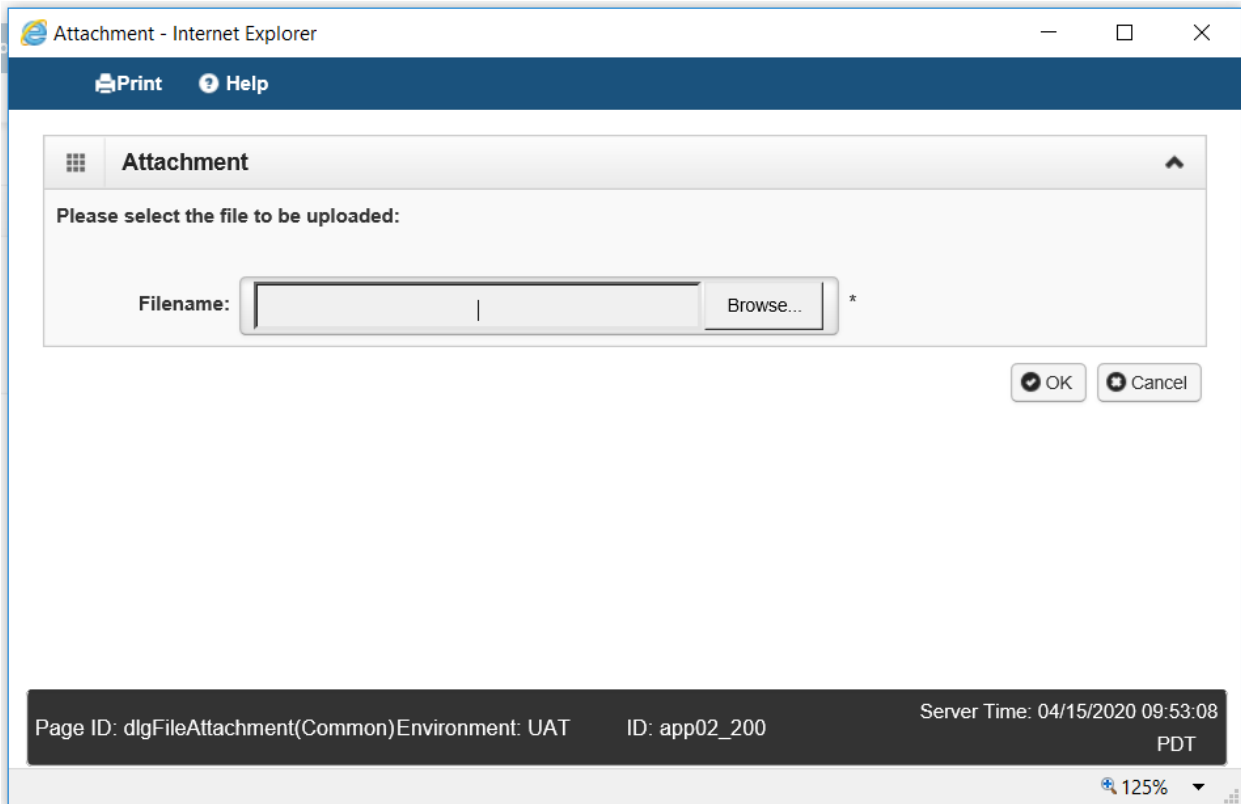 Attachment - Internet Explorer
Print Help
Attachment
Please select the file to be uploaded:
Filename: Browse... *
OK Cancel
Page ID: dlgFileAttachment(Common)Environment: UAT ID: app02_200 Server Time: 04/15/2020 09:53:08
PDT
125%